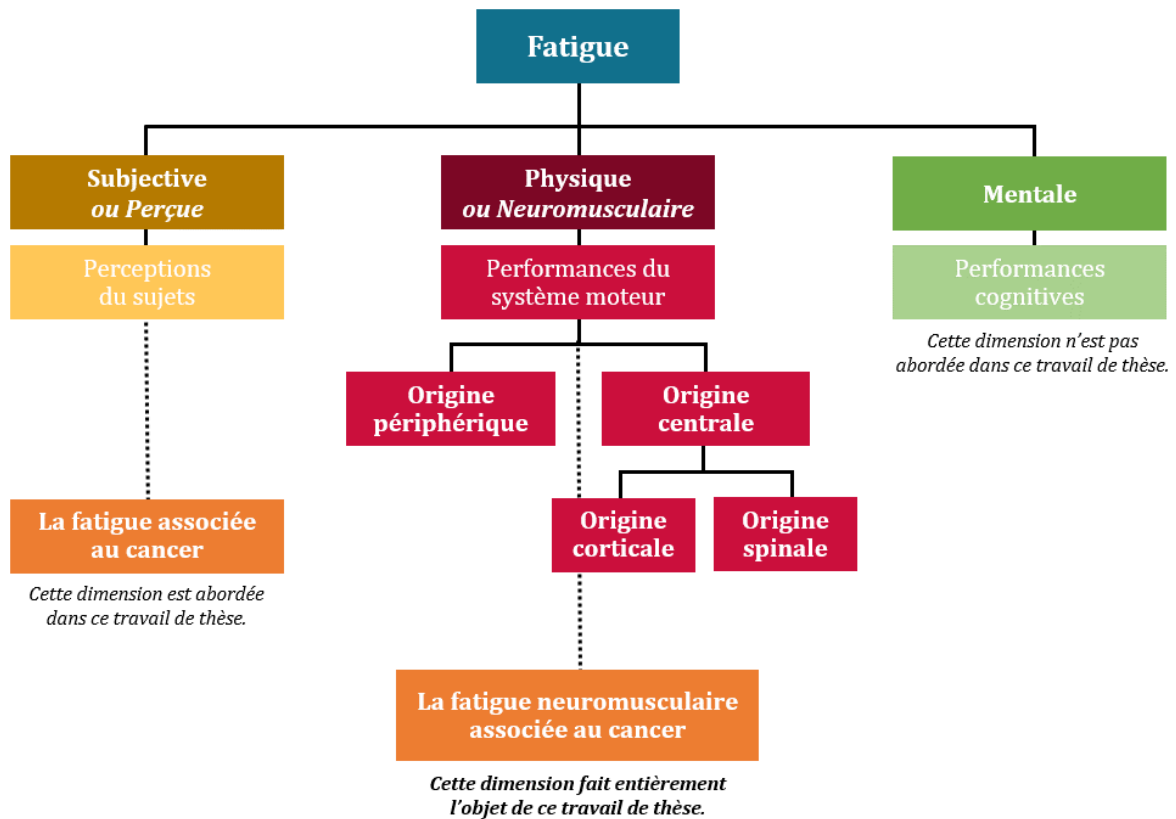 Fatigue
Subjective
ou Perçue
Perceptions
du sujets
La fatigue associée
au cancer
Cette dimension est abordée
dans ce travail de thèse.
Physique
ou Neuromusculaire
Performances du
système moteur
Origine
périphérique
Origine
centrale
Origine
corticale
Origine
spinale
La fatigue neuromusculaire
associée au cancer
Cette dimension fait entièrement
l'objet de ce travail de thèse.
Mentale
Performances
cognitives
Cette dimension n'est pas
abordée dans ce travail de thèse.